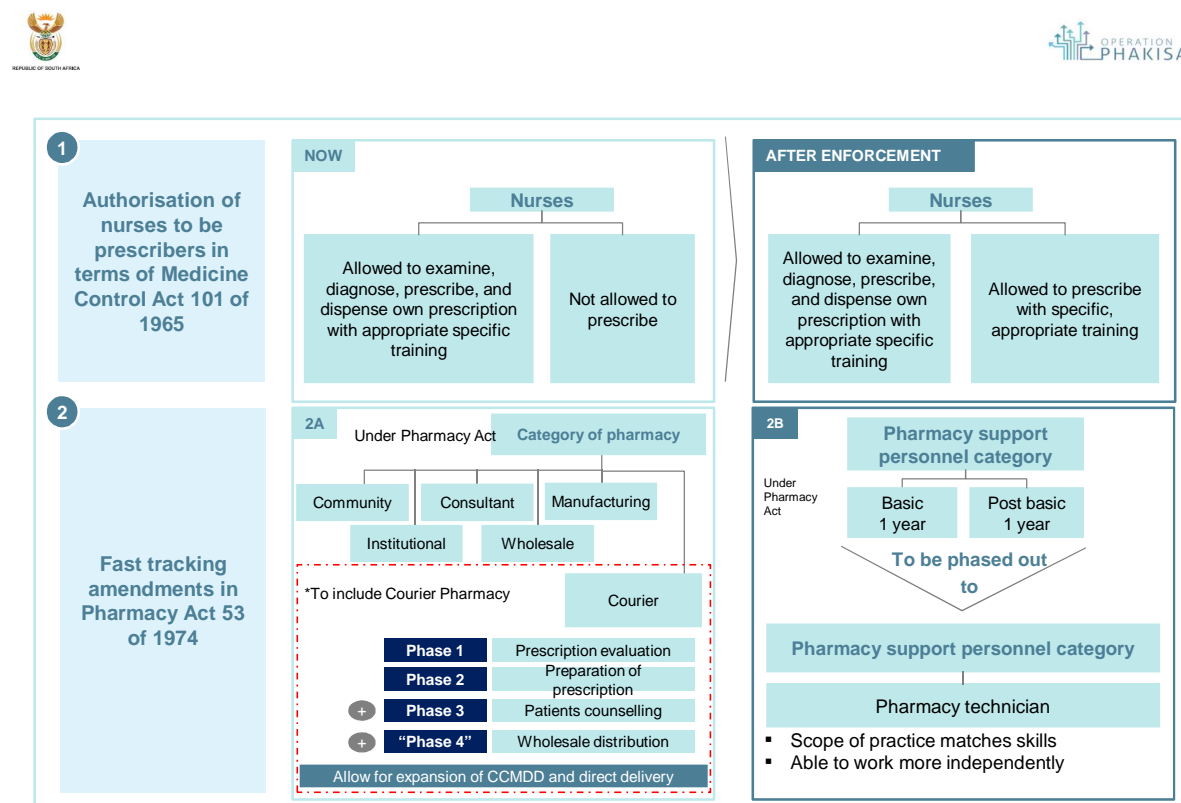 REPUBLIC OF SOUTH AFRICA
OPERATION
PHAKISA
1
Authorisation of
nurses to be
prescribers in
terms of Medicine
Control Act 101 of
1965
NOW
Nurses
Allowed to examine,
diagnose, prescribe, and
dispense own prescription
with appropriate specific
training
Not allowed to
prescribe
AFTER ENFORCEMENT
Nurses
Allowed to examine,
diagnose, prescribe,
and dispense own
prescription with
appropriate specific
training
Allowed to prescribe
with specific,
appropriate training
2
Fast tracking
amendments in
Pharmacy Act 53
of 1974
2A
Under Pharmacy Act
Category of pharmacy
Community
Consultant
Manufacturing
Institutional
Wholesale
*To include Courier Pharmacy
Courier
Phase 1
Prescription evaluation
Phase 2
Preparation of
prescription
+
Phase 3
Patients counselling
+
“Phase 4”
Wholesale distribution
Allow for expansion of CCMDD and direct delivery
2B
Under
Pharmacy
Act
Pharmacy support
personnel category
Basic
1 year
Post basic
1 year
To be phased out
to
Pharmacy support personnel category
Pharmacy technician
▪ Scope of practice matches skills
▪ Able to work more independently